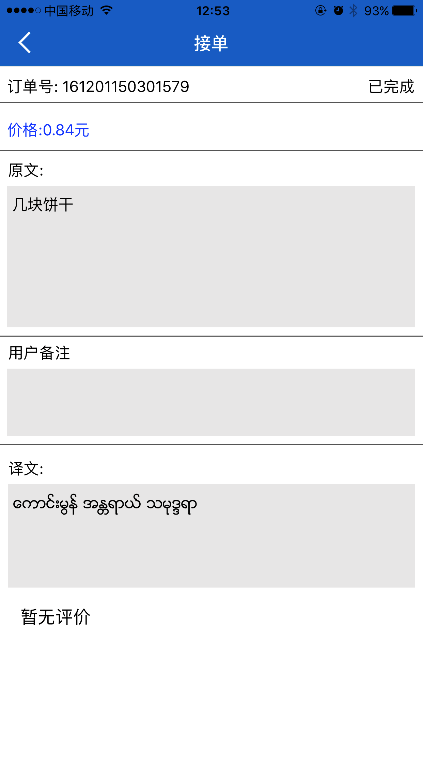 中国移动 12:53 93%
接单
订单号: 161201150301579 已完成
价格:0.84元
原文:
几块饼干
用户备注
译文:
ကောင်းမွန် အန္တရာယ် သမုဒ္ဒရာ
暂无评价